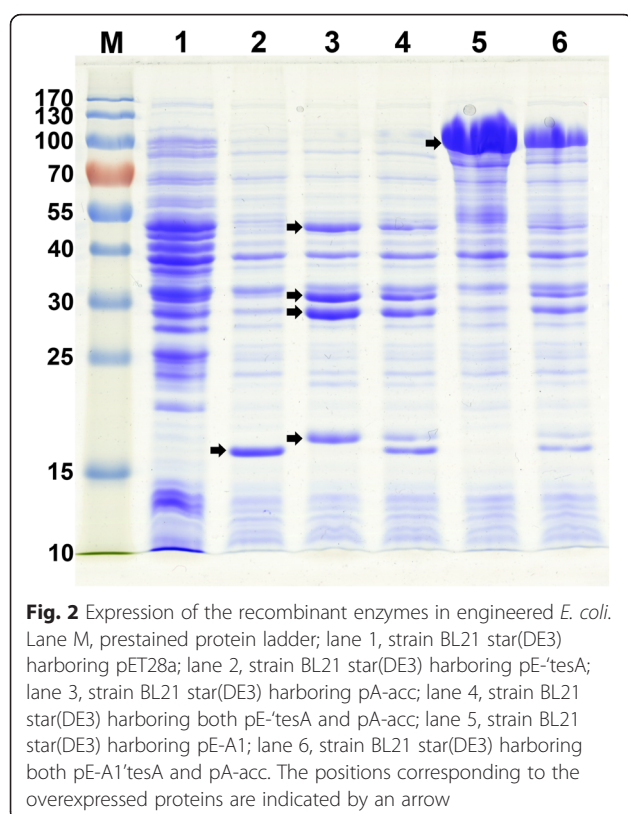 M 1 2 3 4 5 6
170
130
100
70
55
40
30
25
15
10
Fig. 2 Expression of the recombinant enzymes in engineered E. coli.
Lane M, prestained protein ladder; lane 1, strain BL21 star(DE3)
harboring pET28a; lane 2, strain BL21 star(DE3) harboring pE-‘tesA;
lane 3, strain BL21 star(DE3) harboring pA-acc; lane 4, strain BL21
star(DE3) harboring both pE-‘tesA and pA-acc; lane 5, strain BL21
star(DE3) harboring pE-A1; lane 6, strain BL21 star(DE3) harboring
both pE-A1’tesA and pA-acc. The positions corresponding to the
overexpressed proteins are indicated by an arrow